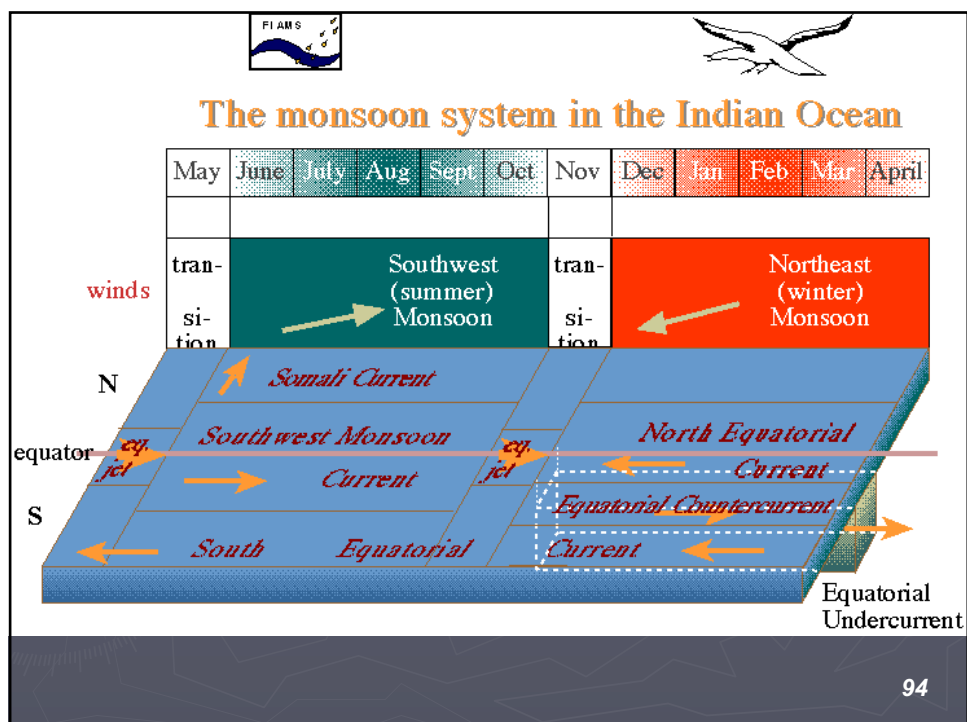 FIAMS
The monsoon system in the Indian Ocean
May June July Aug Sept Oct Nov Dec Jan Feb Mar April
winds
tran-
si-
tion
Southwest
(summer)
Monsoon
tran-
si-
tion
Northeast
(winter)
Monsoon
N
Somali Current
equator
eq.
jet
Southwest Monsoon
Current
eq.
jet
North Equatorial
Current
Equatorial Countercurrent
S
South Equatorial Current
Equatorial
Undercurrent
94